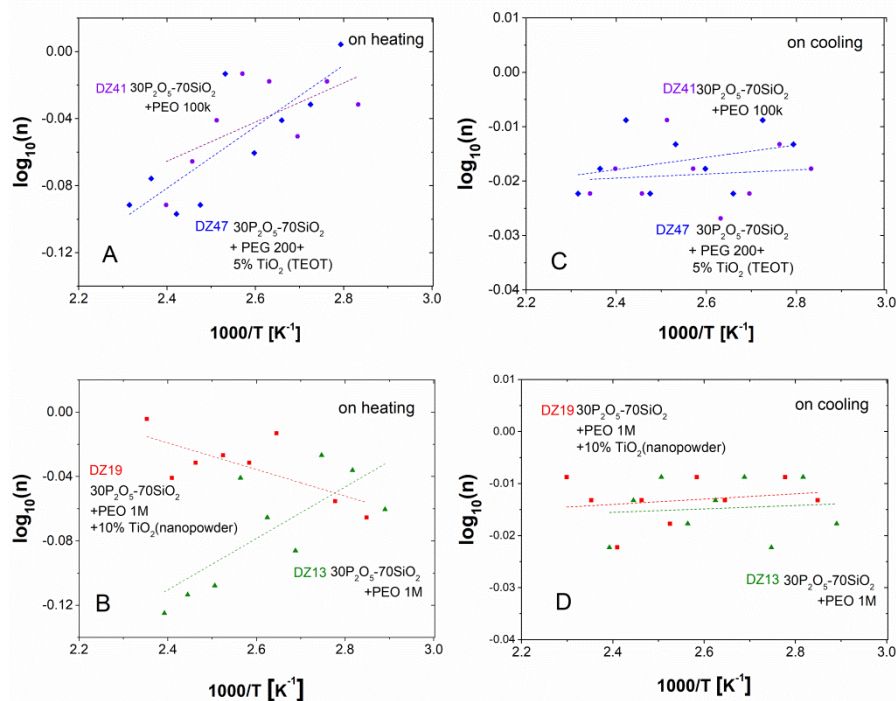 A
on heating
DZ41 30P₂O₅-70SiO₂
+PEO 100k
DZ47 30P₂O₅-70SiO₂
+ PEG 200+
5% TiO₂ (TEOT)
log₁₀(n)
0.00
-0.04
-0.08
-0.12
2.2 2.4 2.6 2.8 3.0
1000/T [K⁻¹]
C
on cooling
DZ41 30P₂O₅-70SiO₂
+PEO 100k
DZ47 30P₂O₅-70SiO₂
+ PEG 200+
5% TiO₂ (TEOT)
log₁₀(n)
0.01
0.00
-0.01
-0.02
-0.03
-0.04
2.2 2.4 2.6 2.8 3.0
1000/T [K⁻¹]
B
on heating
DZ19
30P₂O₅-70SiO₂
+PEO 1M
+10% TiO₂(nanopowder)
DZ13 30P₂O₅-70SiO₂
+PEO 1M
log₁₀(n)
0.00
-0.04
-0.08
-0.12
2.2 2.4 2.6 2.8 3.0
1000/T [K⁻¹]
D
on cooling
DZ19 30P₂O₅-70SiO₂
+PEO 1M
+10% TiO₂(nanopowder)
DZ13 30P₂O₅-70SiO₂
+PEO 1M
log₁₀(n)
0.01
0.00
-0.01
-0.02
-0.03
-0.04
2.2 2.4 2.6 2.8 3.0
1000/T [K⁻¹]